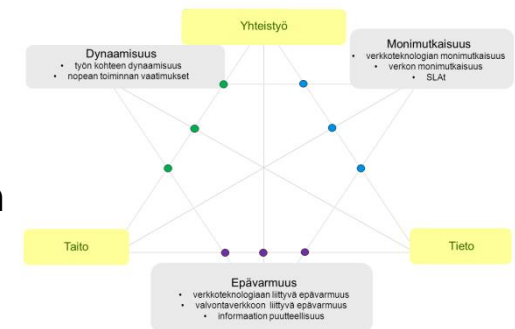 Yhteistyö
Dynaamisuus
• työn kohteen dynaamisuus
• nopean toiminnan vaatimukset
Monimutkaisuus
• verkkoteknologian monimutkaisuus
• verkon monimutkaisuus
• SLAt
n
Taito
Tieto
Epävarmuus
• verkkoteknologiaan liittyvä epävarmuus
• valvontaverkkoon liittyvä epävarmuus
• informaation puutteellisuus